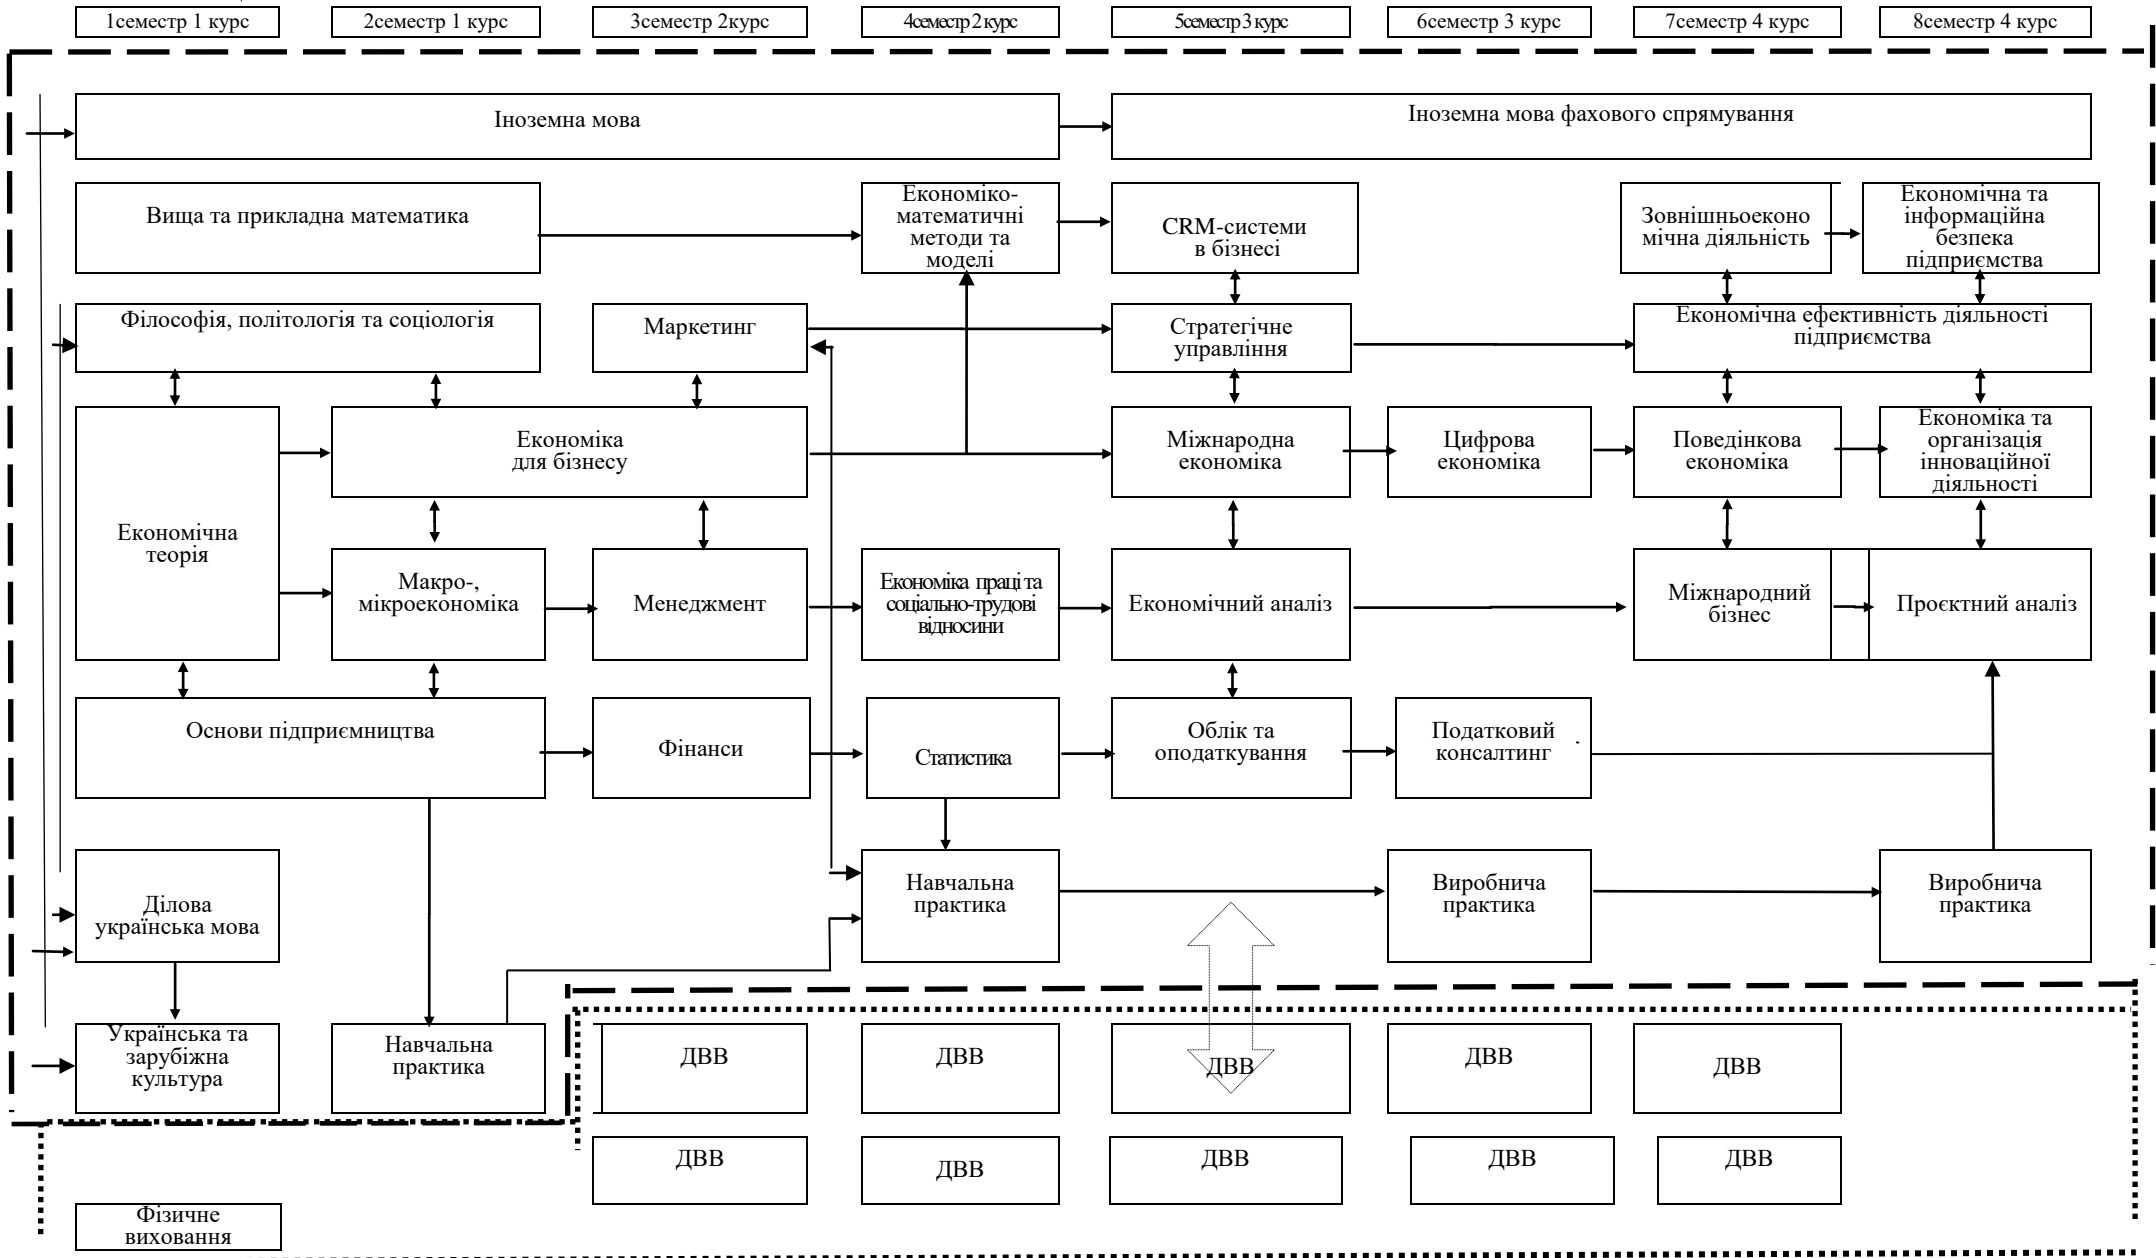 1семестр 1 курс
2семестр 1 курс
3семестр 2курс
4семестр 2 курс
5семестр 3 курс
6семестр 3 курс
7семестр 4 курс
8семестр 4 курс
Іноземна мова
Іноземна мова фахового спрямування
Вища та прикладна математика
Економіко-
математичні
методи та
моделі
CRM-системи
в бізнесі
Зовнішньоеконо
мічна діяльність
Економічна та
інформаційна
безпека
підприємства
Філософія, політологія та соціологія
Маркетинг
Стратегічне
управління
Економічна ефективність діяльності
підприємства
Економічна
теорія
Економіка
для бізнесу
Міжнародна
економіка
Цифрова
економіка
Поведінкова
економіка
Економіка та
організація
інноваційної
діяльності
Макро-,
мікроекономіка
Менеджмент
Економіка праці та
соціально-трудові
відносини
Економічний аналіз
Міжнародний
бізнес
Проєктний аналіз
Основи підприємництва
Фінанси
Статистика
Облік та
оподаткування
Податковий
консалтинг
Ділова
українська мова
Навчальна
практика
Виробнича
практика
Виробнича
практика
Українська та
зарубіжна
культура
Навчальна
практика
ДВВ
ДВВ
ДВВ
ДВВ
ДВВ
ДВВ
ДВВ
ДВВ
ДВВ
ДВВ
Фізичне
виховання